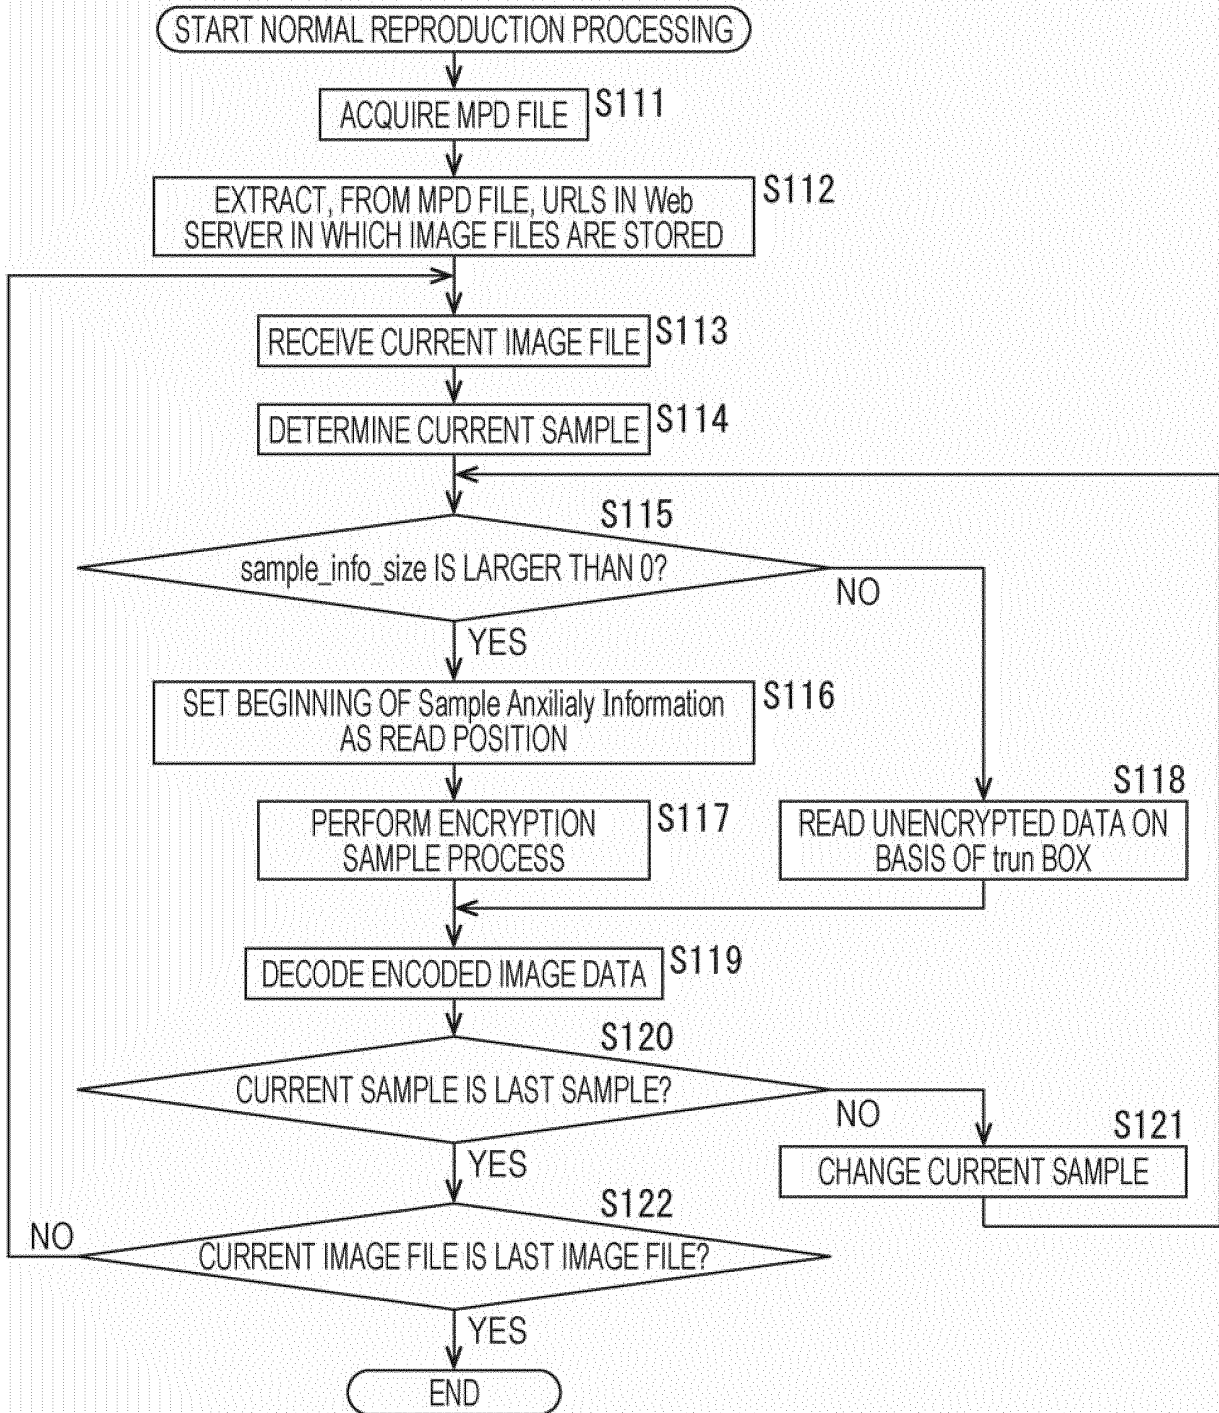 START NORMAL REPRODUCTION PROCESSING
ACQUIRE MPD FILE
S111
EXTRACT, FROM MPD FILE, URLS IN Web
SERVER IN WHICH IMAGE FILES ARE STORED
S112
RECEIVE CURRENT IMAGE FILE
S113
DETERMINE CURRENT SAMPLE
S114
S115
sample_info_size IS LARGER THAN 0?
NO
YES
SET BEGINNING OF Sample Anxilialy Information
AS READ POSITION
S116
PERFORM ENCRYPTION
SAMPLE PROCESS
S117
S118
READ UNENCRYPTED DATA ON
BASIS OF trun BOX
DECODE ENCODED IMAGE DATA
S119
S120
CURRENT SAMPLE IS LAST SAMPLE?
NO
YES
S121
CHANGE CURRENT SAMPLE
S122
NO
CURRENT IMAGE FILE IS LAST IMAGE FILE?
YES
END